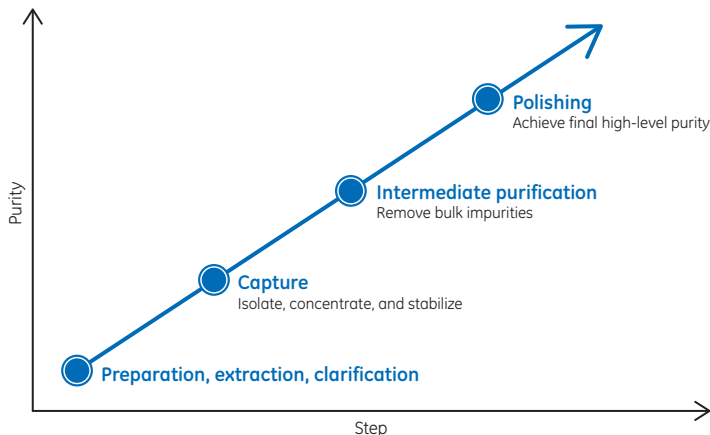 Polishing
Achieve final high-level purity
Intermediate purification
Remove bulk impurities
Purity
Capture
Isolate, concentrate, and stabilize
Preparation, extraction, clarification
Step